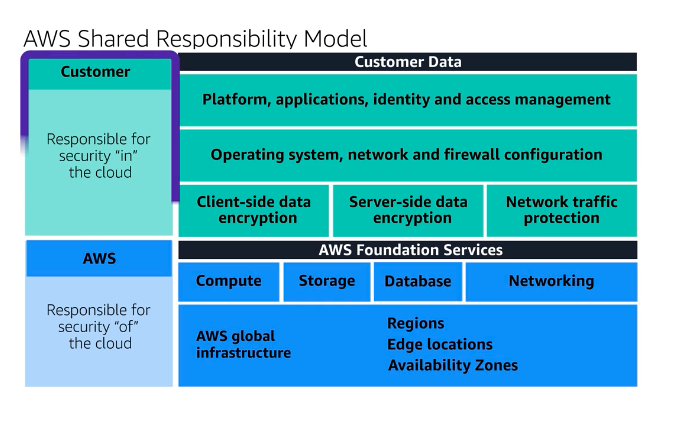 AWS Shared Responsibility Model
Customer
Customer Data
Platform, applications, identity and access management
Responsible for
security “in”
the cloud
Operating system, network and firewall configuration
Client-side data
encryption
Server-side data
encryption
Network traffic
protection
AWS
AWS Foundation Services
Compute
Storage
Database
Networking
Responsible for
security “of”
the cloud
AWS global
infrastructure
Regions
Edge locations
Availability Zones